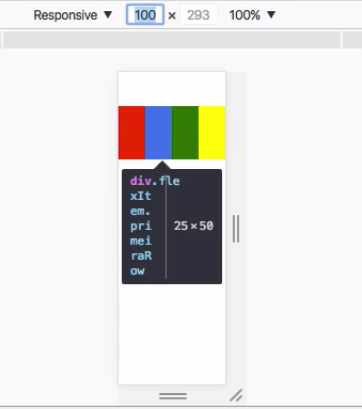 Responsive ▼ 100 × 293 100% ▼
div.fle
xIt
em.
pri
mei
raR
ow
25×50